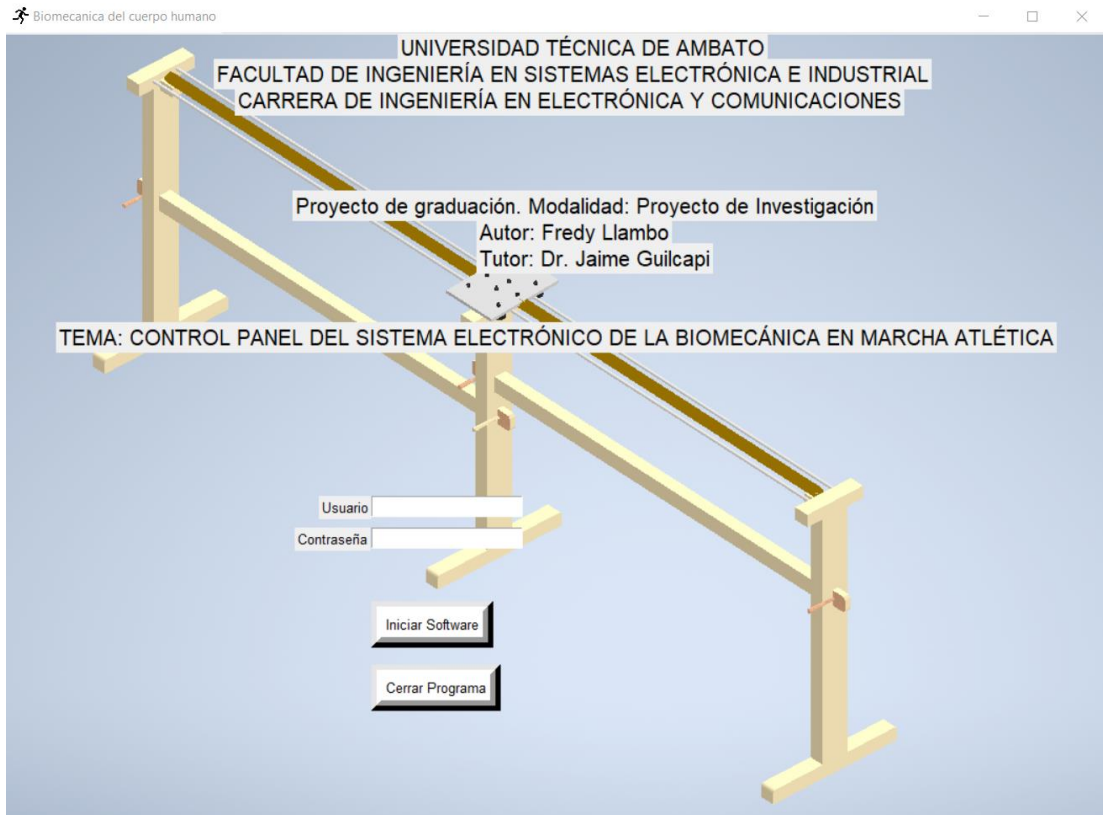 Biomecanica del cuerpo humano
UNIVERSIDAD TÉCNICA DE AMBATO
FACULTAD DE INGENIERÍA EN SISTEMAS ELECTRÓNICA E INDUSTRIAL
CARRERA DE INGENIERÍA EN ELECTRÓNICA Y COMUNICACIONES
Proyecto de graduación. Modalidad: Proyecto de Investigación
Autor: Fredy Llambo
Tutor: Dr. Jaime Guilcapi
TEMA: CONTROL PANEL DEL SISTEMA ELECTRÓNICO DE LA BIOMECÁNICA EN MARCHA ATLÉTICA
Usuario
Contraseña
Iniciar Software
Cerrar Programa